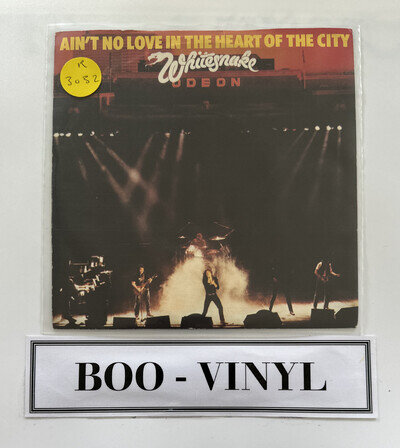 AIN'T NO LOVE IN THE HEART OF THE CITY
Whitesnake
ODEON
K
3082
BOO - VINYL